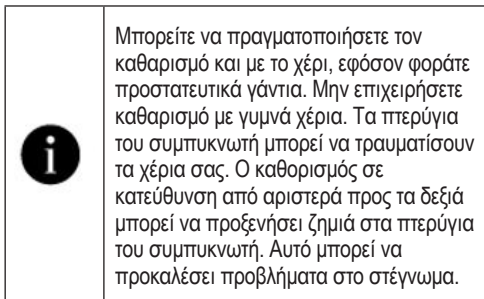 Μπορείτε να πραγματοποιήσετε τον
καθαρισμό και με το χέρι, εφόσον φοράτε
προστατευτικά γάντια. Μην επιχειρήσετε
καθαρισμό με γυμνά χέρια. Τα πτερύγια
του συμπυκνωτή μπορεί να τραυματίσουν
τα χέρια σας. Ο καθορισμός σε
κατεύθυνση από αριστερά προς τα δεξιά
μπορεί να προξενήσει ζημιά στα πτερύγια
του συμπυκνωτή. Αυτό μπορεί να
προκαλέσει προβλήματα στο στέγνωμα.